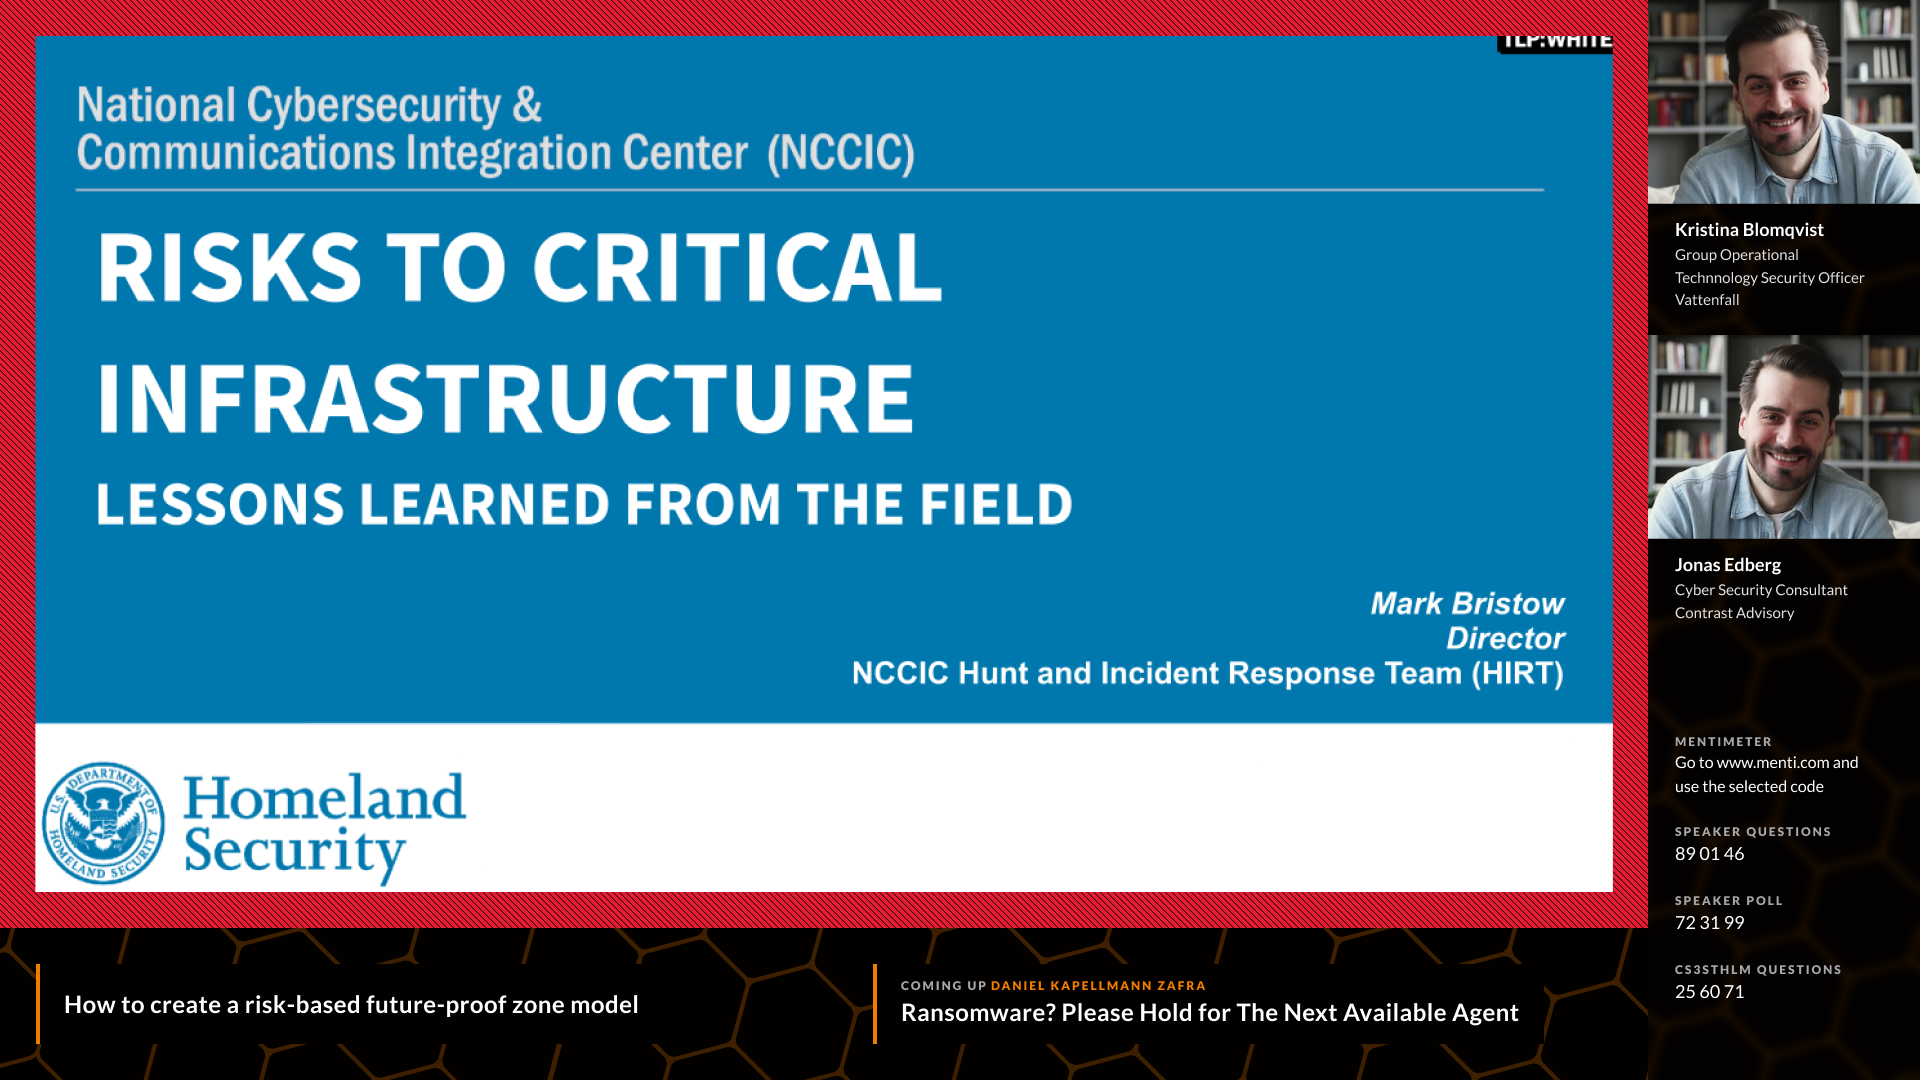 TLP:WHITE
National Cybersecurity &
Communications Integration Center (NCCIC)
RISKS TO CRITICAL
INFRASTRUCTURE
LESSONS LEARNED FROM THE FIELD
Mark Bristow
Director
NCCIC Hunt and Incident Response Team (HIRT)
U.S. DEPARTMENT OF
HOMELAND SECURITY
Homeland
Security
Kristina Blomqvist
Group Operational
Technnology Security Officer
Vattenfall
Jonas Edberg
Cyber Security Consultant
Contrast Advisory
MENTIMETER
Go to www.menti.com and
use the selected code
SPEAKER QUESTIONS
89 01 46
SPEAKER POLL
72 31 99
CS3STHLM QUESTIONS
25 60 71
How to create a risk-based future-proof zone model
COMING UP DANIEL KAPELLMANN ZAFRA
Ransomware? Please Hold for The Next Available Agent